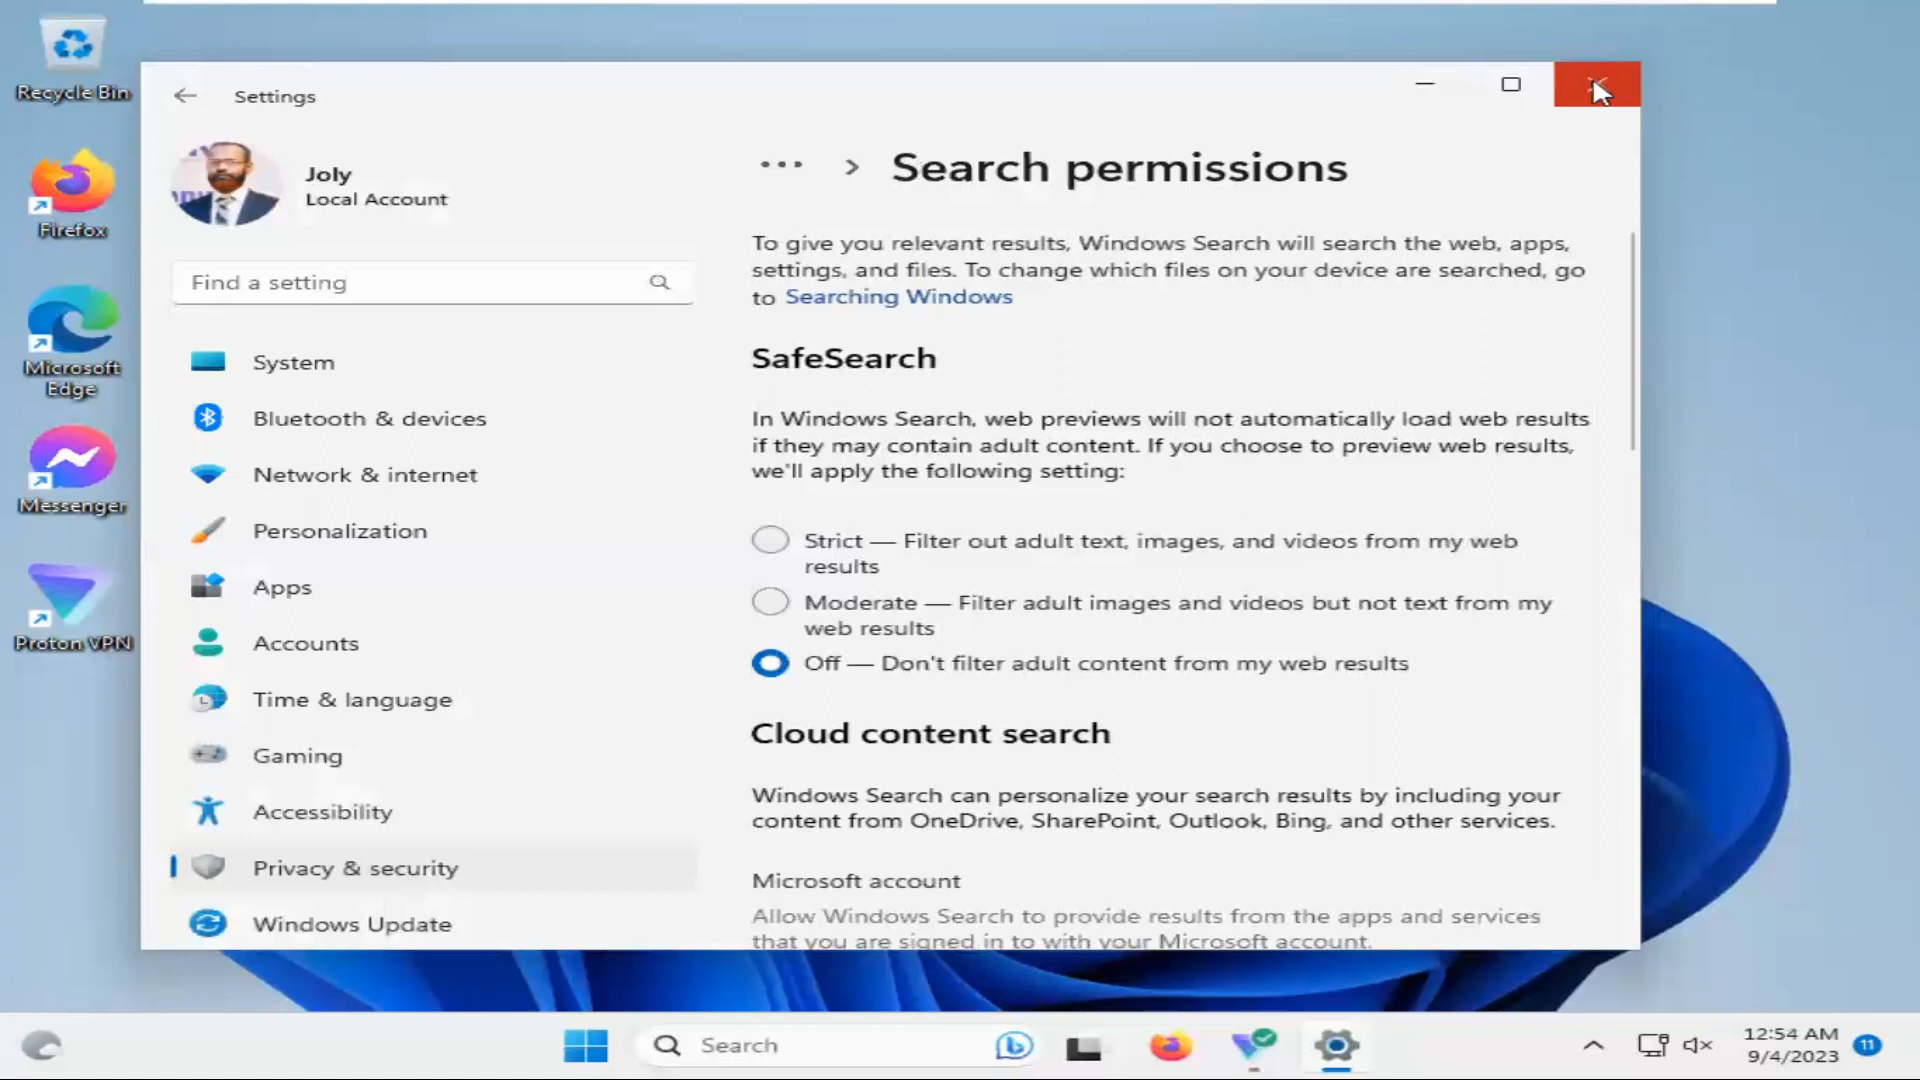 Recycle Bin
Firefox
Microsoft
Edge
Messenger
Proton VPN
Settings
Joly
Local Account
Find a setting
System
Bluetooth & devices
Network & internet
Personalization
Apps
Accounts
Time & language
Gaming
Accessibility
Privacy & security
Windows Update
... > Search permissions
To give you relevant results, Windows Search will search the web, apps,
settings, and files. To change which files on your device are searched, go
to Searching Windows
SafeSearch
In Windows Search, web previews will not automatically load web results
if they may contain adult content. If you choose to preview web results,
we'll apply the following setting:
Strict — Filter out adult text, images, and videos from my web
results
Moderate — Filter adult images and videos but not text from my
web results
Off — Don't filter adult content from my web results
Cloud content search
Windows Search can personalize your search results by including your
content from OneDrive, SharePoint, Outlook, Bing, and other services.
Microsoft account
Allow Windows Search to provide results from the apps and services
that you are signed in to with your Microsoft account.
Search
12:54 AM
9/4/2023
11